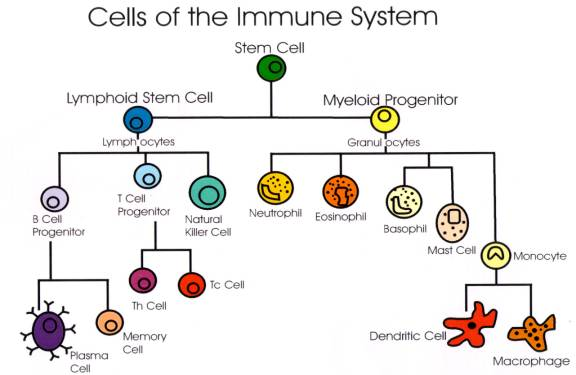 Cells of the Immune System
Stem Cell
Lymphoid Stem Cell
Myeloid Progenitor
Lymphocytes
Granulocytes
B Cell
Progenitor
T Cell
Progenitor
Natural
Killer Cell
Neutrophil
Eosinophil
Basophil
Mast Cell
Monocyte
Th Cell
Tc Cell
Plasma
Cell
Memory
Cell
Dendritic Cell
Macrophage